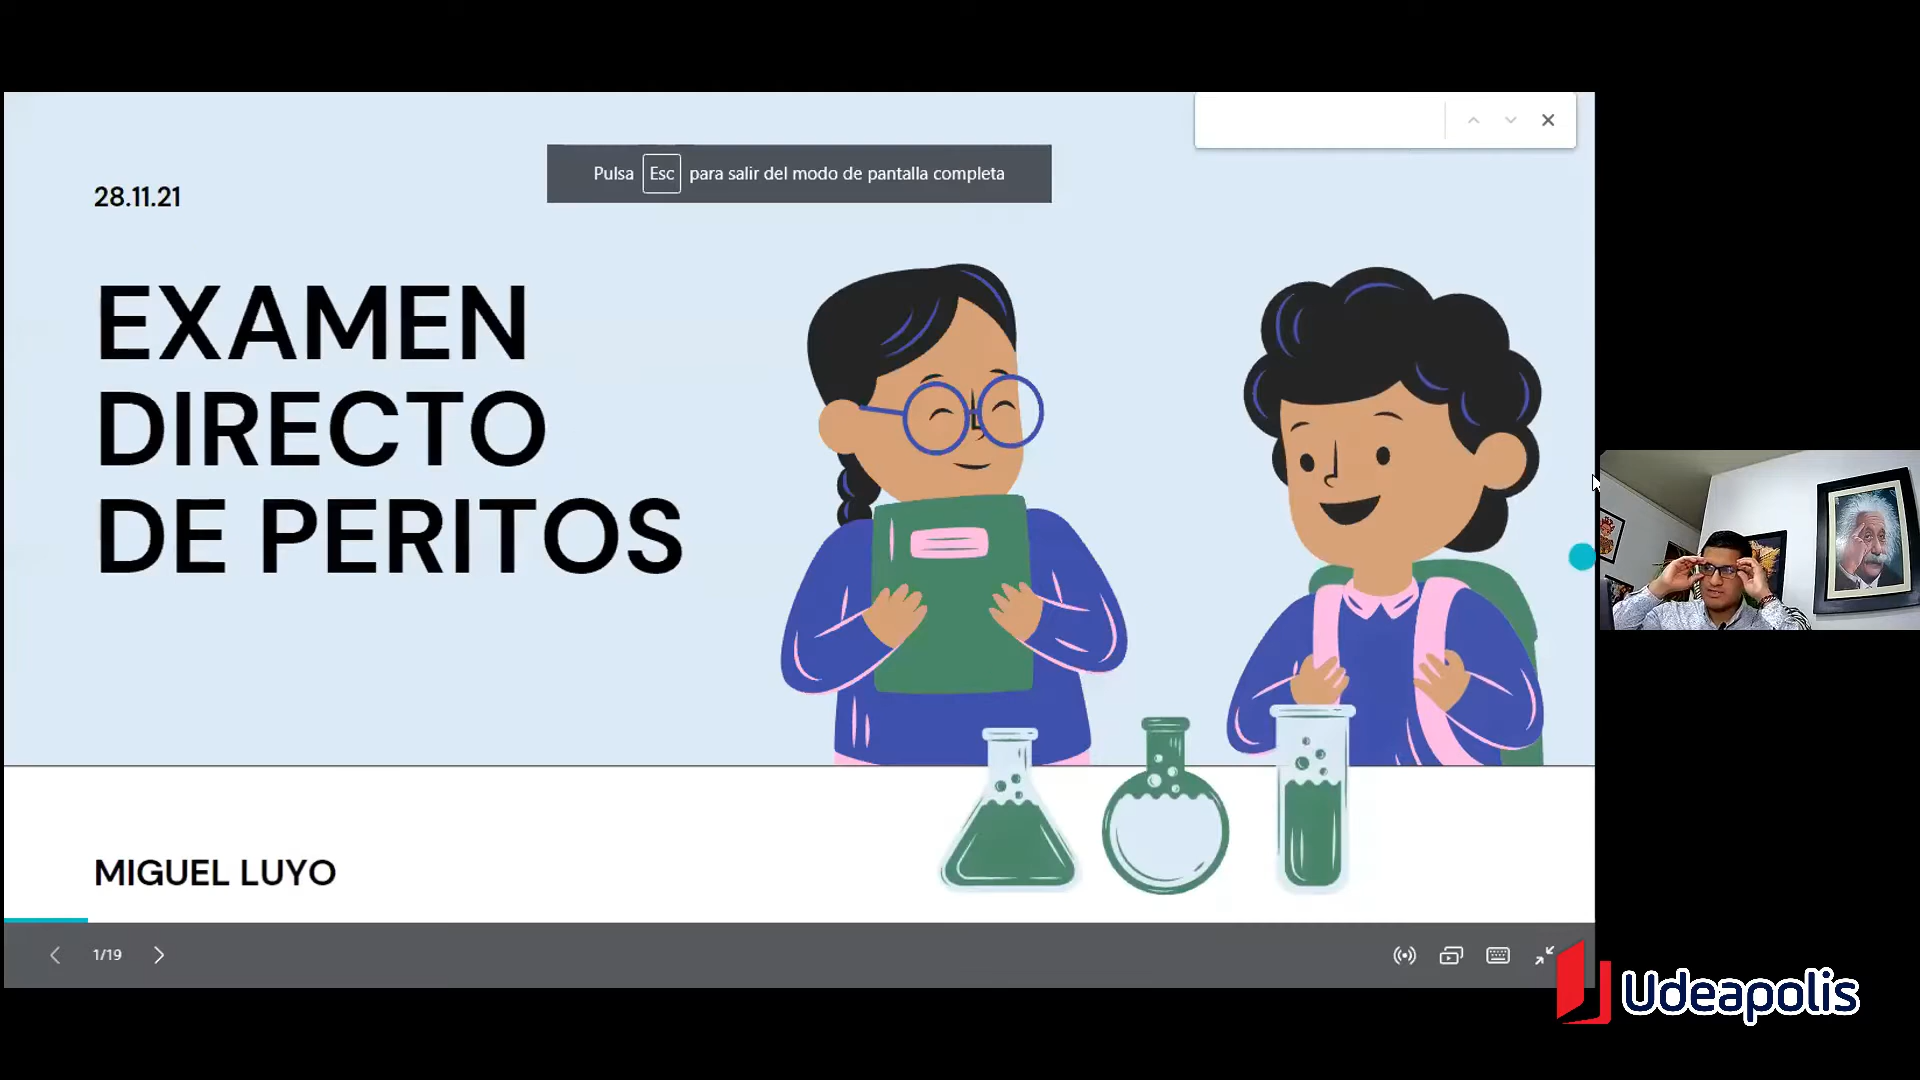 Pulsa Esc para salir del modo de pantalla completa
28.11.21
EXAMEN
DIRECTO
DE PERITOS
MIGUEL LUYO
1/19
Udeapolis